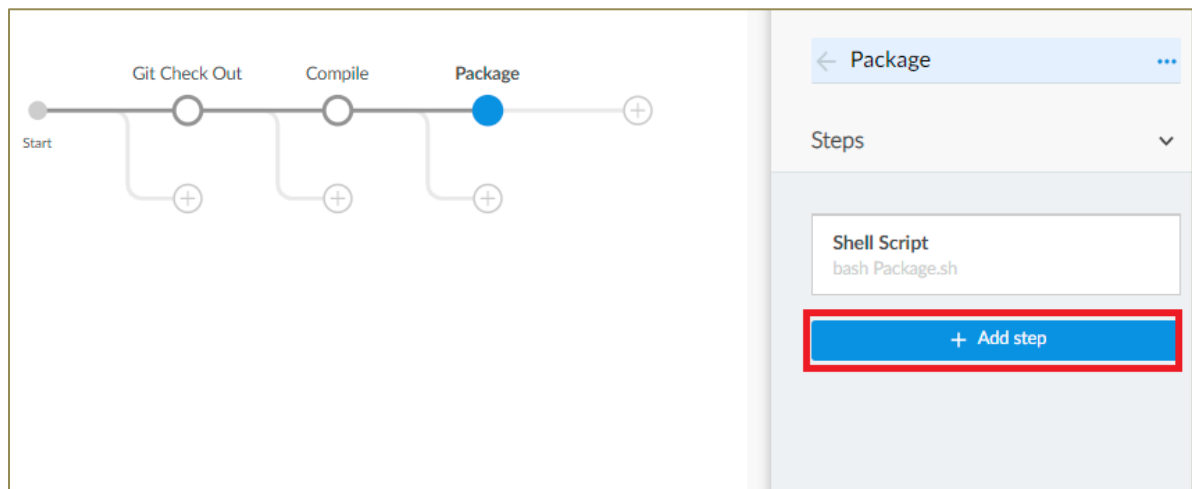 Git Check Out
Compile
Package
Start
Package
Steps
Shell Script
bash Package.sh
+ Add step